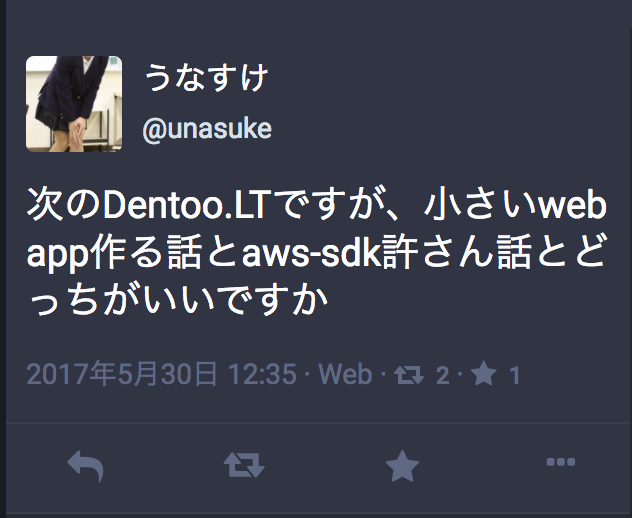 うなすけ
@unasuke
次のDentoo.LTですが、小さいweb
app作る話とaws-sdk許さん話とど
っちがいいですか
2017年5月30日 12:35 · Web · 2 · 1